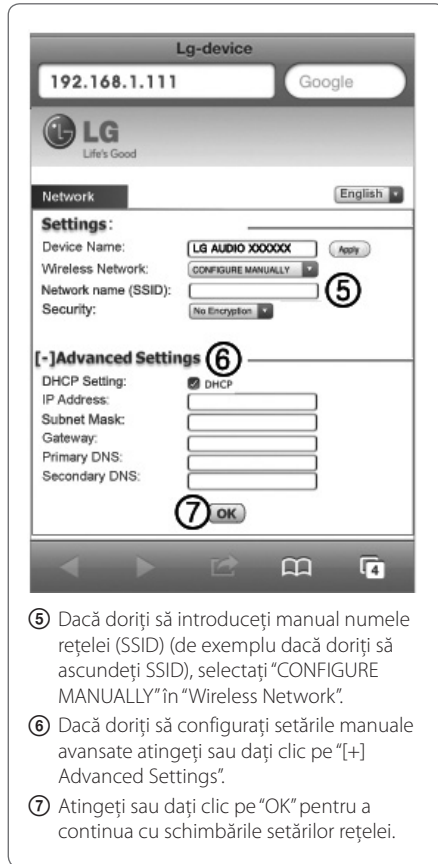 Lg-device
192.168.1.111
Google
LG
Life's Good
Network
English
Settings:
Device Name: LG AUDIO XXXXXX Apply
Wireless Network: CONFIGURE MANUALLY
Network name (SSID): ⑤
Security: No Encryption
[-]Advanced Settings ⑥
DHCP Setting: DHCP
IP Address:
Subnet Mask:
Gateway:
Primary DNS:
Secondary DNS:
⑦ OK
4
⑤ Dacă doriți să introduceți manual numele
rețelei (SSID) (de exemplu dacă doriți să
ascundeți SSID), selectați “CONFIGURE
MANUALLY” în “Wireless Network”.
⑥ Dacă doriți să configurați setările manuale
avansate atingeți sau dați clic pe “[+]
Advanced Settings”.
⑦ Atingeți sau dați clic pe “OK” pentru a
continua cu schimbările setărilor rețelei.